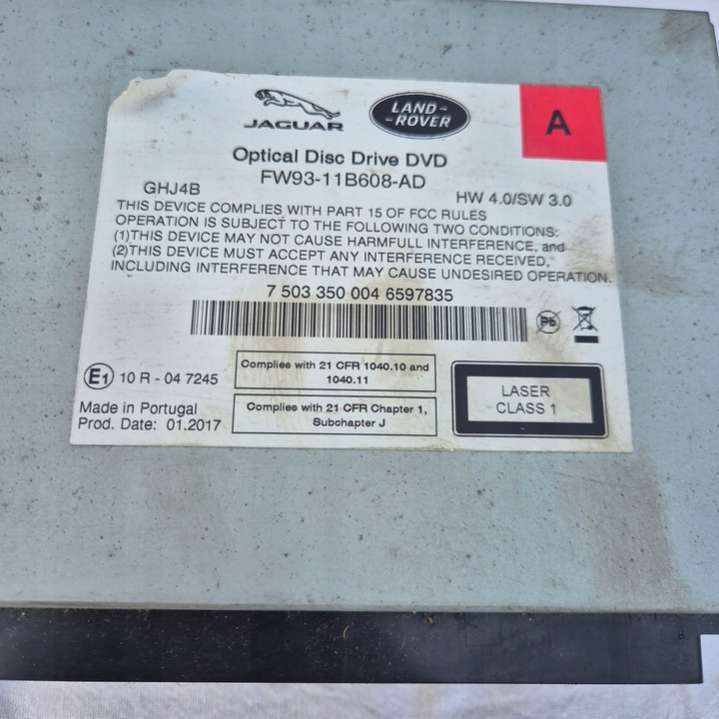 JAGUAR
LAND-
-ROVER
A
Optical Disc Drive DVD
FW93-11B608-AD
GHJ4B
HW 4.0/SW 3.0
THIS DEVICE COMPLIES WITH PART 15 OF FCC RULES
OPERATION IS SUBJECT TO THE FOLLOWING TWO CONDITIONS:
(1)THIS DEVICE MAY NOT CAUSE HARMFULL INTERFERENCE, and
(2)THIS DEVICE MUST ACCEPT ANY INTERFERENCE RECEIVED,
INCLUDING INTERFERENCE THAT MAY CAUSE UNDESIRED OPERATION.
7 503 350 004 6597835
Pb
E1 10 R - 04 7245
Complies with 21 CFR 1040.10 and
1040.11
LASER
CLASS 1
Made in Portugal
Prod. Date: 01.2017
Complies with 21 CFR Chapter 1,
Subchapter J